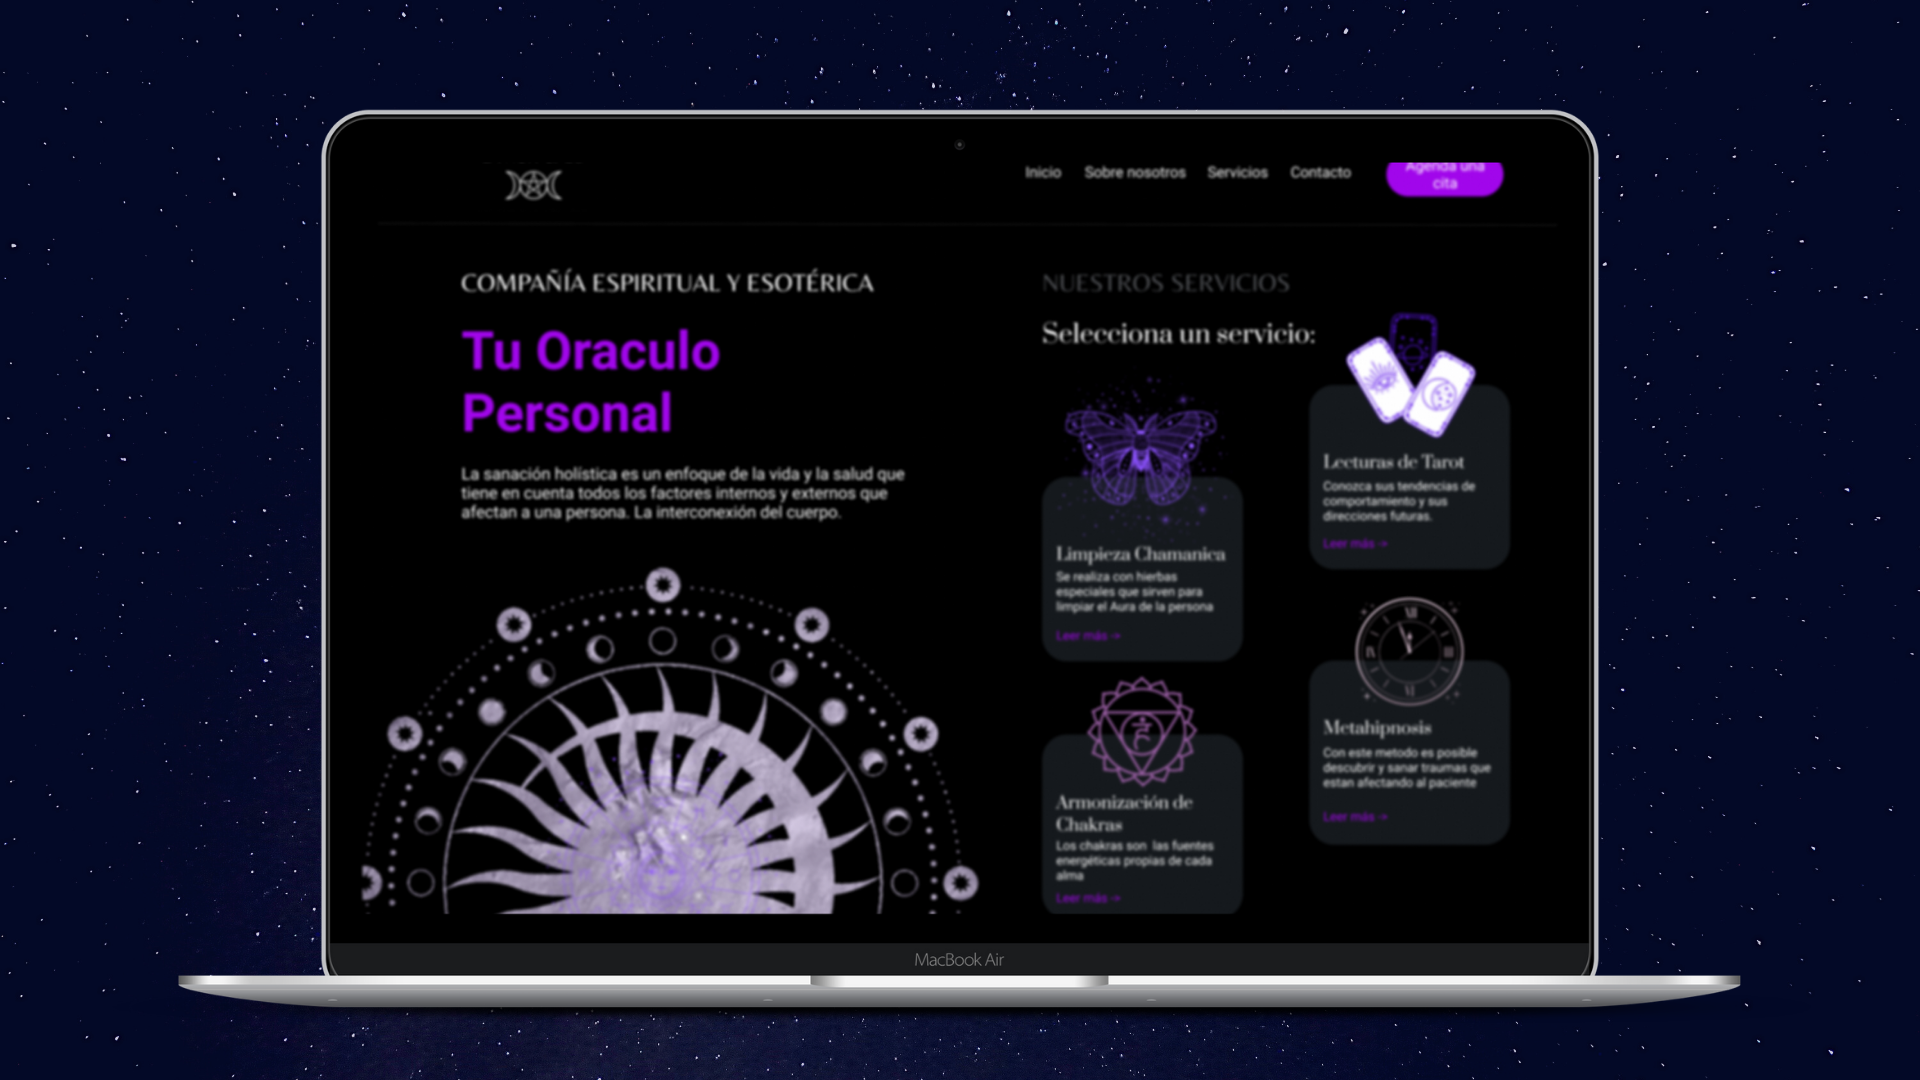 Inicio Sobre nosotros Servicios Contacto
Agenda una
cita
COMPAÑÍA ESPIRITUAL Y ESOTÉRICA
Tu Oraculo
Personal
La sanación holística es un enfoque de la vida y la salud que
tiene en cuenta todos los factores internos y externos que
afectan a una persona. La interconexión del cuerpo.
NUESTROS SERVICIOS
Selecciona un servicio:
Limpieza Chamanica
Se realiza con hierbas
especiales que sirven para
limpiar el Aura de la persona
Leer más →
Lecturas de Tarot
Conozca sus tendencias de
comportamiento y sus
direcciones futuras.
Leer más →
Armonización de
Chakras
Los chakras son las fuentes
energéticas propias de cada
alma
Leer más →
XII
III
VI
IX
Metahipnosis
Con este metodo es posible
descubrir y sanar traumas que
estan afectando al paciente
Leer más →
MacBook Air